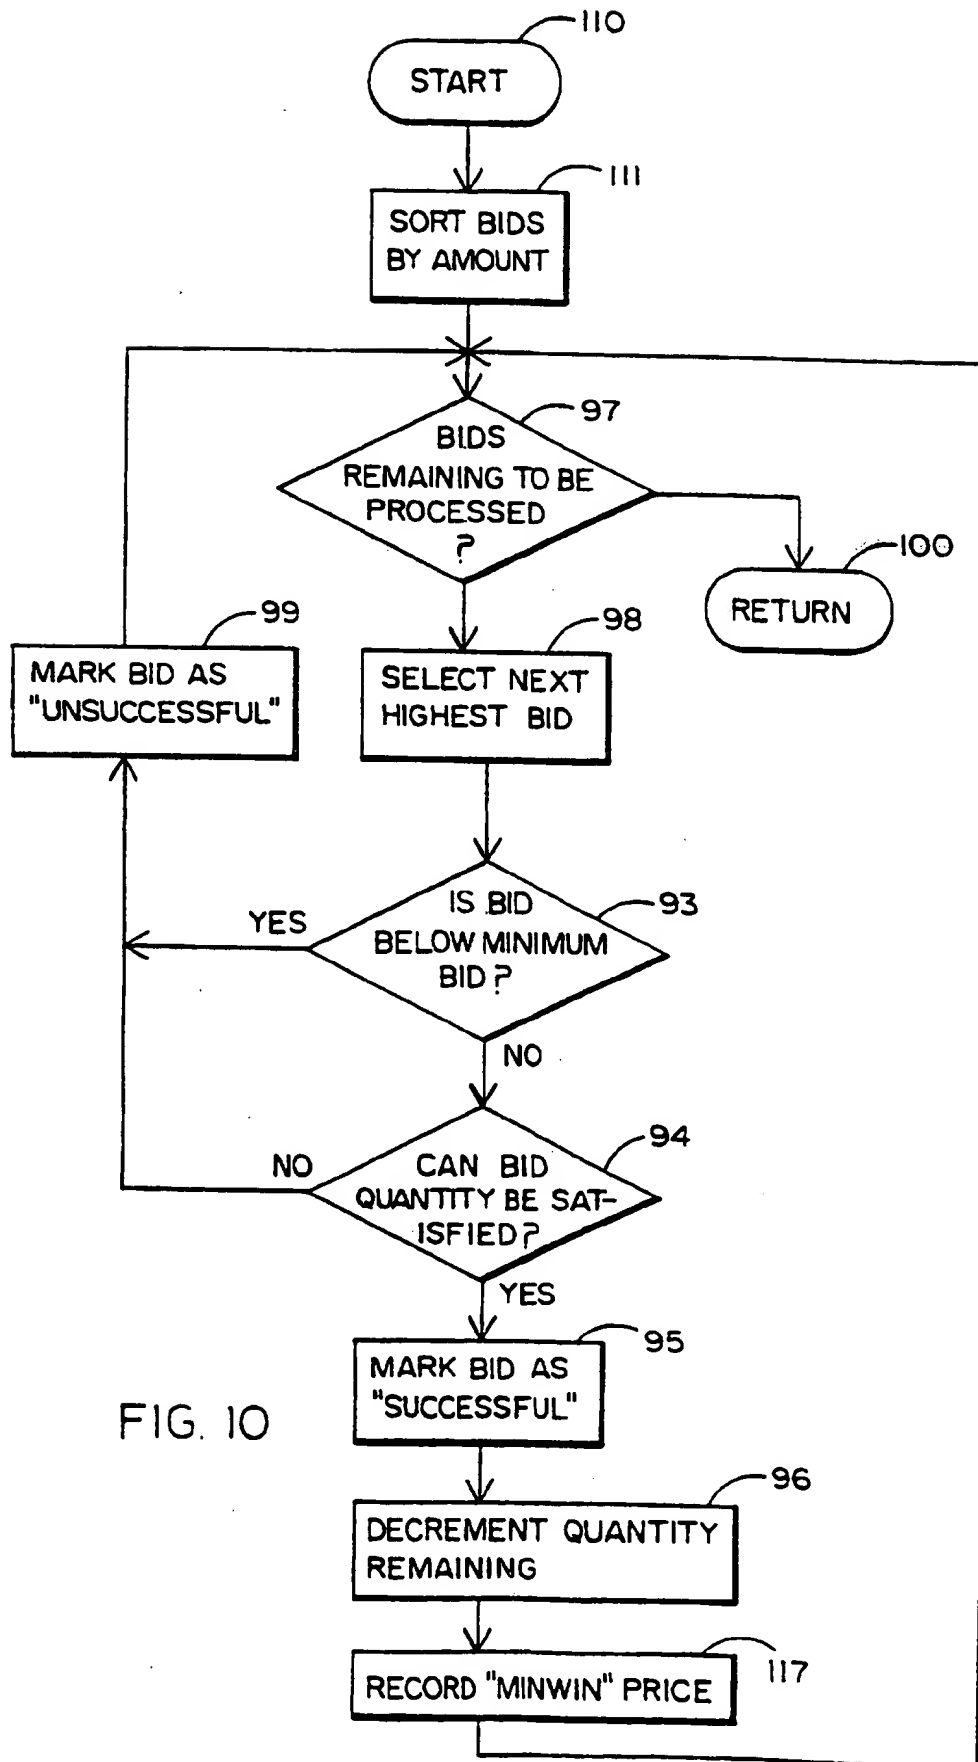 110
START
111
SORT BIDS
BY AMOUNT
97
BIDS
REMAINING TO BE
PROCESSED
?
100
RETURN
99
MARK BID AS
"UNSUCCESSFUL"
98
SELECT NEXT
HIGHEST BID
93
IS BID
BELOW MINIMUM
BID?
YES
NO
94
CAN BID
QUANTITY BE SAT-
ISFIED?
NO
YES
95
MARK BID AS
"SUCCESSFUL"
FIG. 10
96
DECREMENT QUANTITY
REMAINING
117
RECORD "MINWIN" PRICE